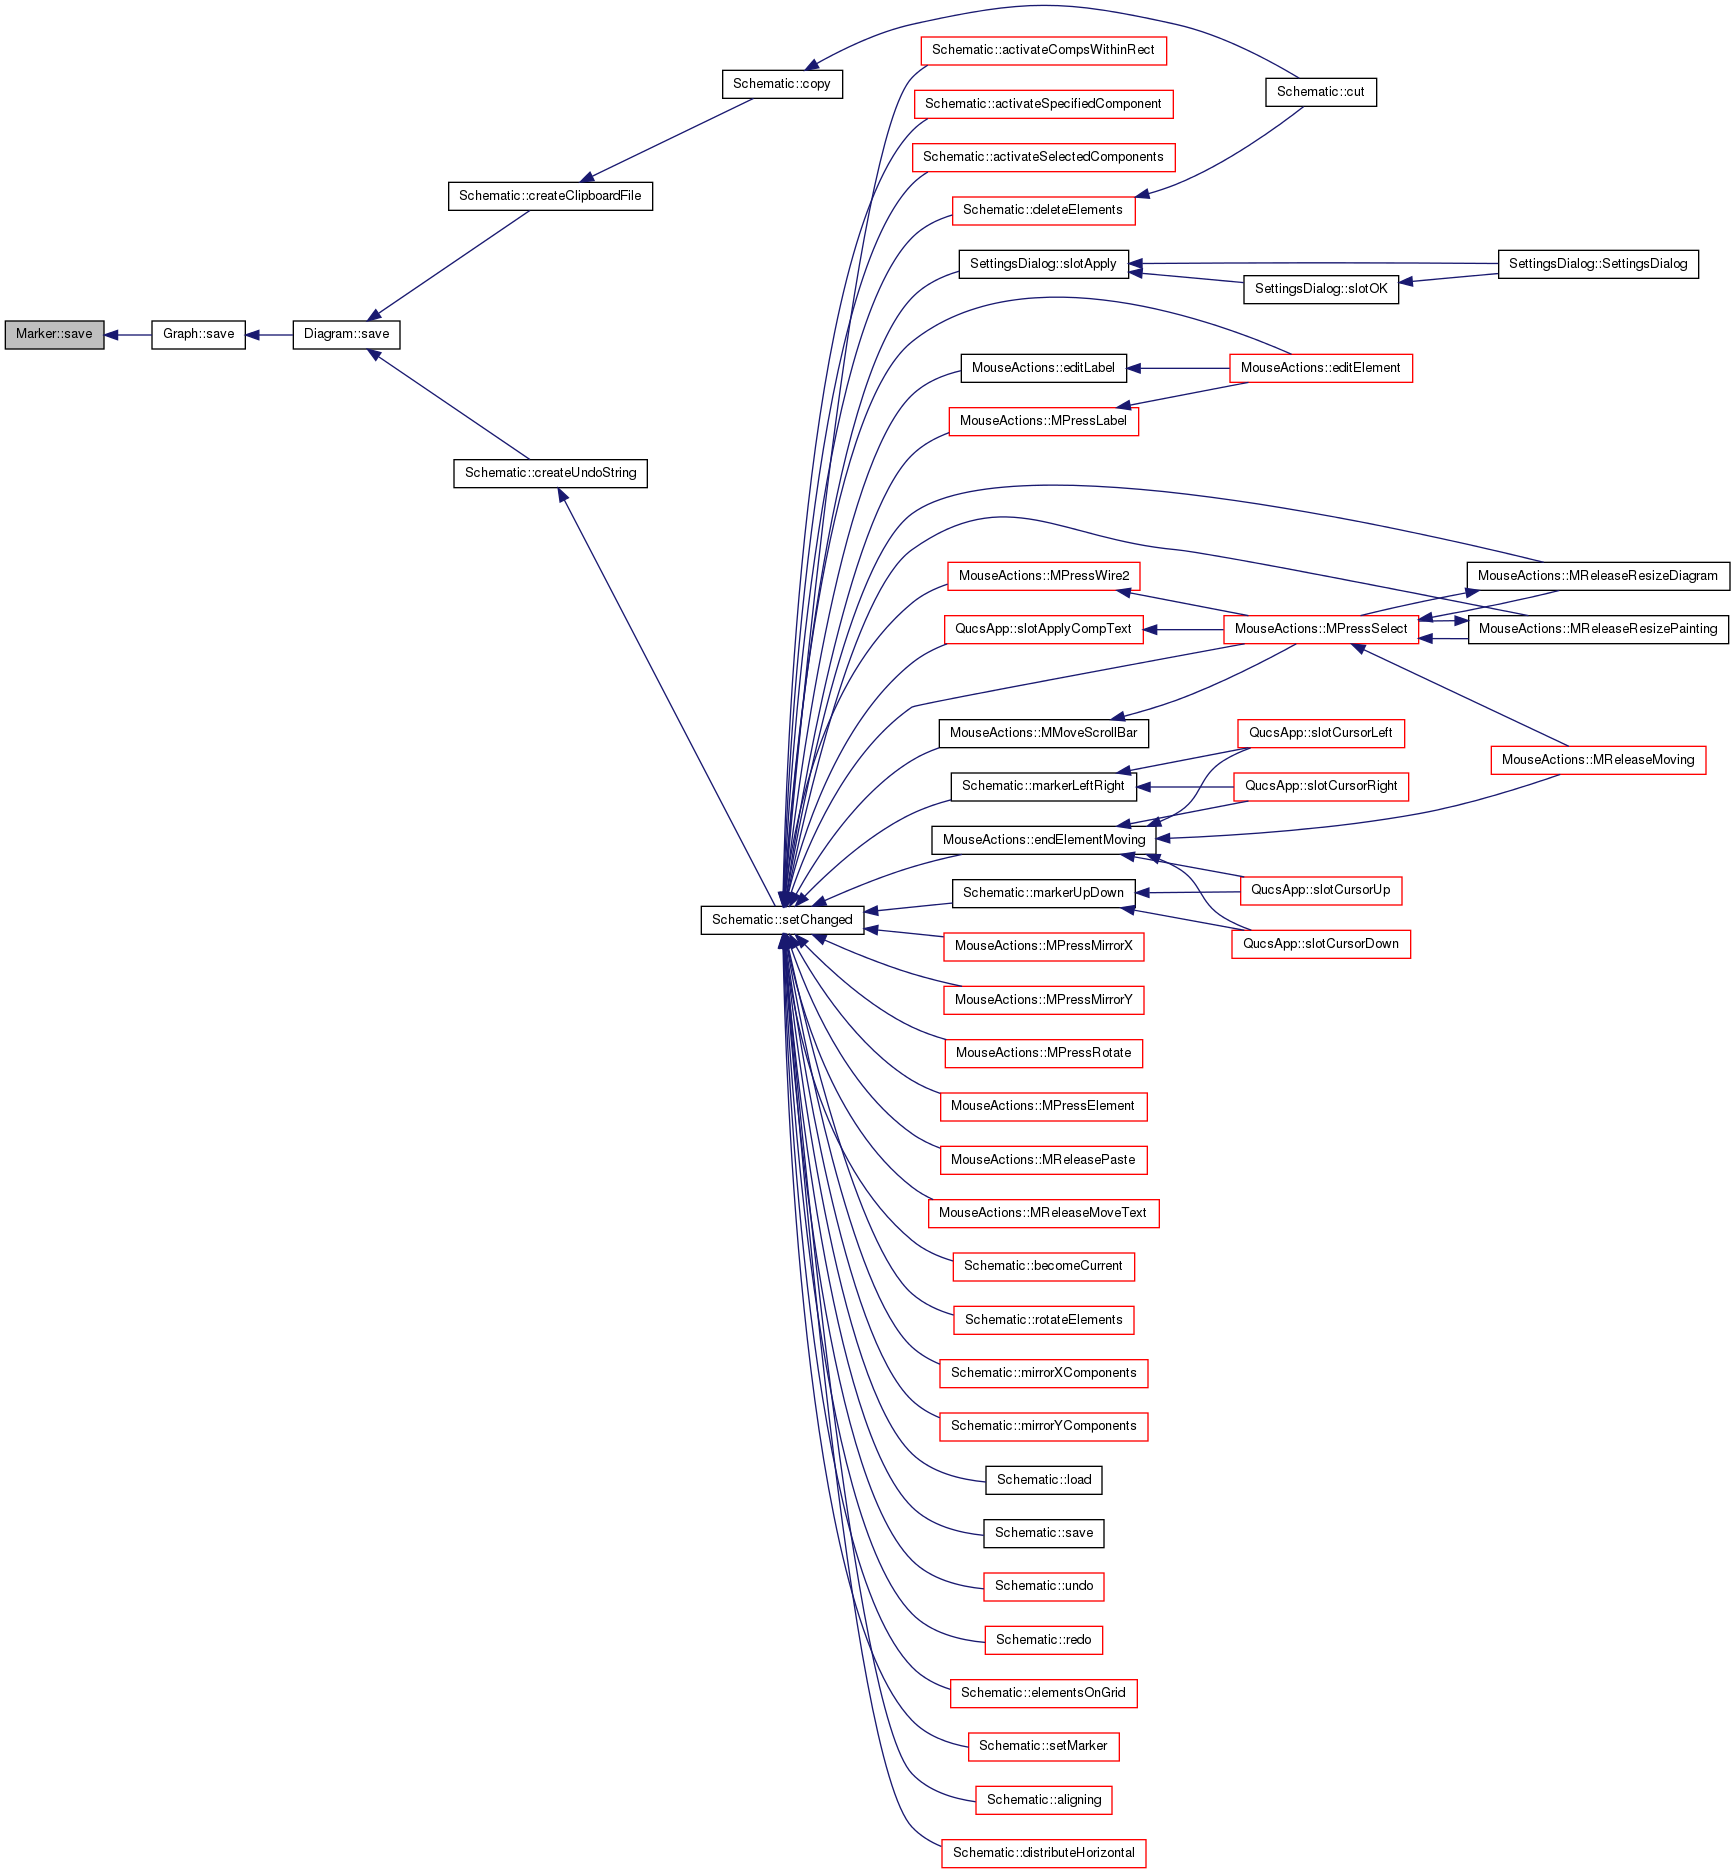 Schematic::activateCompsWithinRect
Schematic::copy
Schematic::cut
Schematic::activateSpecifiedComponent
Schematic::activateSelectedComponents
Schematic::createClipboardFile
Schematic::deleteElements
SettingsDialog::slotApply
SettingsDialog::SettingsDialog
SettingsDialog::slotOK
Marker::save
Graph::save
Diagram::save
MouseActions::editLabel
MouseActions::editElement
MouseActions::MPressLabel
Schematic::createUndoString
MouseActions::MPressWire2
MouseActions::MReleaseResizeDiagram
QucsApp::slotApplyCompText
MouseActions::MPressSelect
MouseActions::MReleaseResizePainting
MouseActions::MMoveScrollBar
QucsApp::slotCursorLeft
MouseActions::MReleaseMoving
Schematic::markerLeftRight
QucsApp::slotCursorRight
MouseActions::endElementMoving
Schematic::markerUpDown
QucsApp::slotCursorUp
Schematic::setChanged
MouseActions::MPressMirrorX
QucsApp::slotCursorDown
MouseActions::MPressMirrorY
MouseActions::MPressRotate
MouseActions::MPressElement
MouseActions::MReleasePaste
MouseActions::MReleaseMoveText
Schematic::becomeCurrent
Schematic::rotateElements
Schematic::mirrorXComponents
Schematic::mirrorYComponents
Schematic::load
Schematic::save
Schematic::undo
Schematic::redo
Schematic::elementsOnGrid
Schematic::setMarker
Schematic::aligning
Schematic::distributeHorizontal